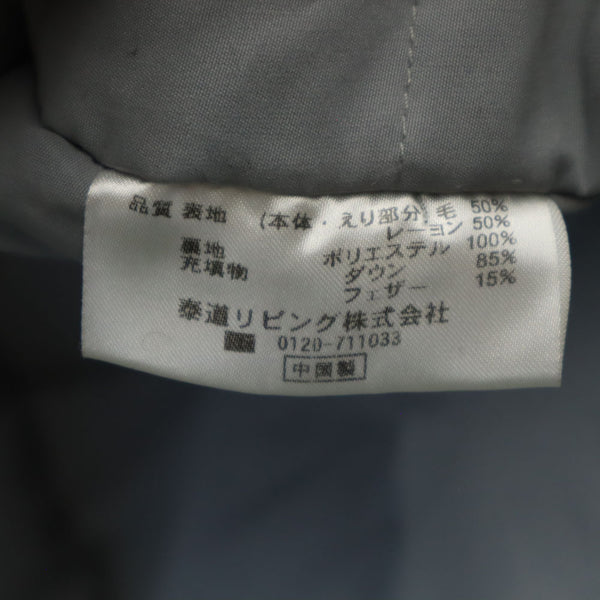 品質 表地 (本体・えり部分) 毛 50%
レーヨン 50%
裏地 ポリエステル 100%
充填物 ダウン 85%
フェザー 15%
泰道リビング株式会社
0120-711033
中國製